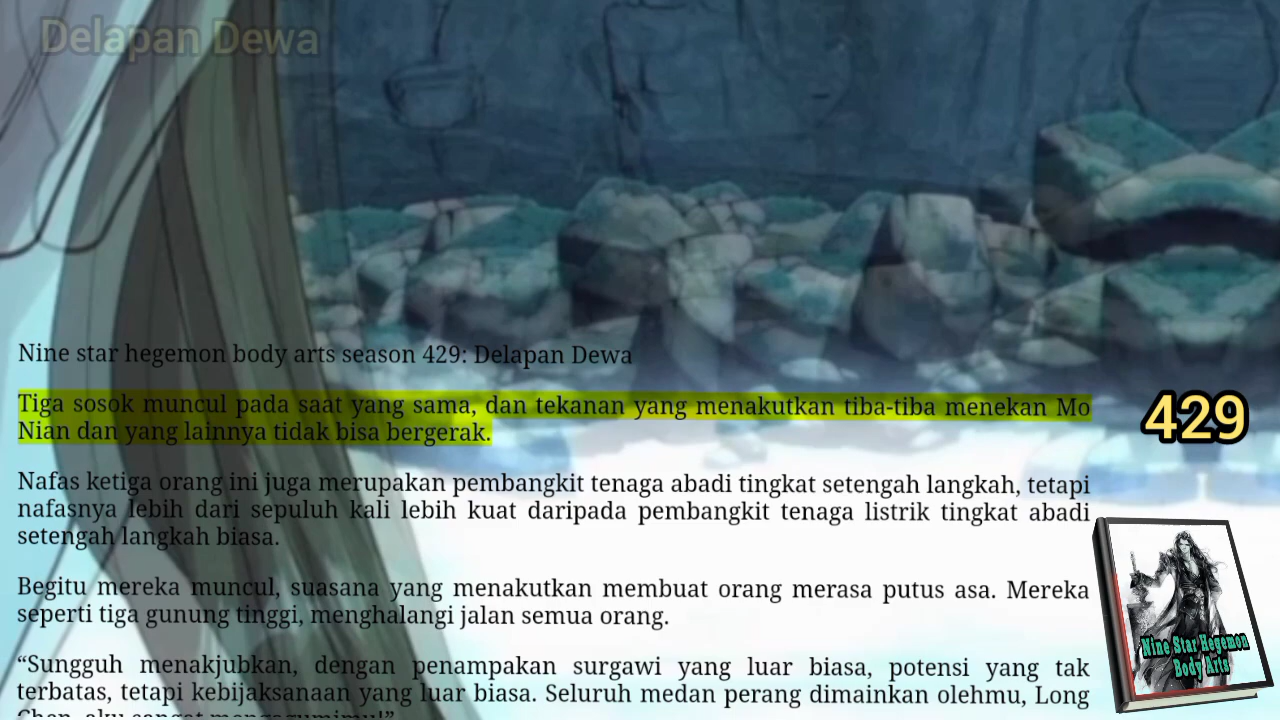 Delapan Dewa
Nine star hegemon body arts season 429: Delapan Dewa
Tiga sosok muncul pada saat yang sama, dan tekanan yang menakutkan tiba-tiba menekan Mo
Nian dan yang lainnya tidak bisa bergerak.
429
Nafas ketiga orang ini juga merupakan pembangkit tenaga abadi tingkat setengah langkah, tetapi
nafasnya lebih dari sepuluh kali lebih kuat daripada pembangkit tenaga listrik tingkat abadi
setengah langkah biasa.
Begitu mereka muncul, suasana yang menakutkan membuat orang merasa putus asa. Mereka
seperti tiga gunung tinggi, menghalangi jalan semua orang.
“Sungguh menakjubkan, dengan penampakan surgawi yang luar biasa, potensi yang tak
terbatas, tetapi kebijaksanaan yang luar biasa. Seluruh medan perang dimainkan olehmu, Long
Chen, aku sangat mengagumimu!”
Nine Star Hegemon
Body Arts